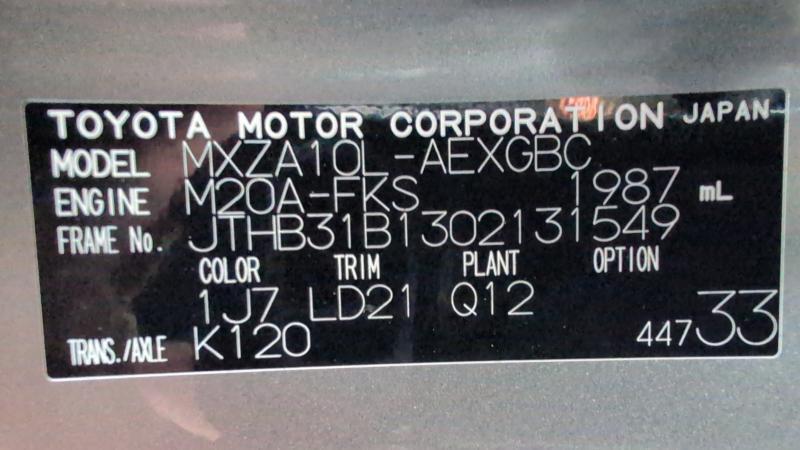 TOYOTA MOTOR CORPORATION JAPAN
MODEL MXZA10L-AEXGBC
ENGINE M20A-FKS 1987 mL
FRAME No. JTHB31B1302131549
COLOR TRIM PLANT OPTION
1J7 LD21 Q12
TRANS./AXLE K120 447 33